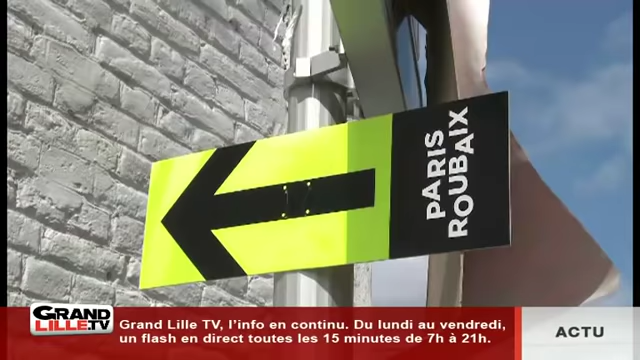 PARIS
ROUBAIX
GRAND
LILLE.TV
Grand Lille TV, l'info en continu. Du lundi au vendredi,
un flash en direct toutes les 15 minutes de 7h à 21h.
ACTU